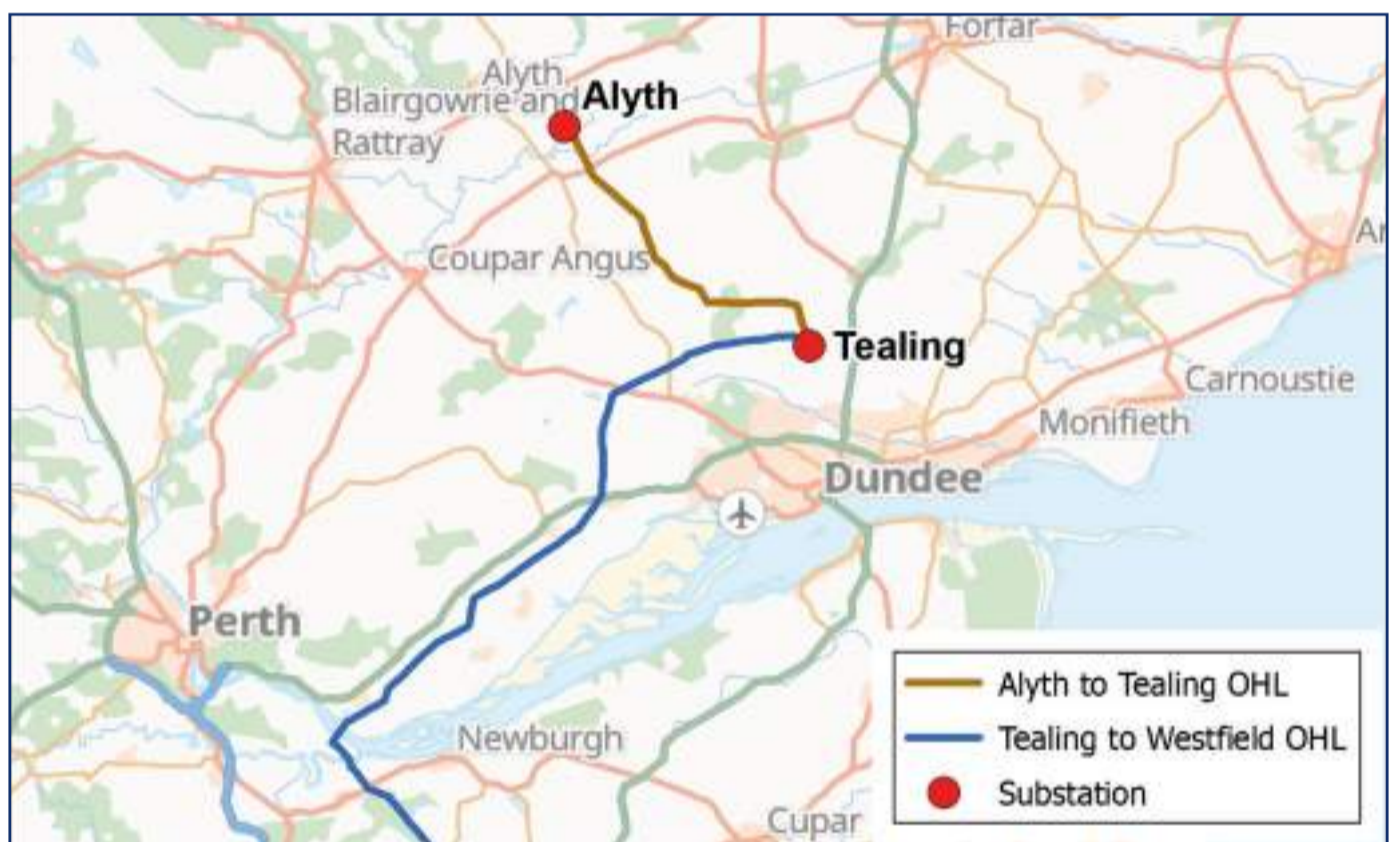 Forfar
Alyth
Alyth
Blairgowrie and
Rattray
Coupar Angus
Tealing
Carnoustie
Monifieth
Dundee
Perth
Newburgh
Cupar
Alyth to Tealing OHL
Tealing to Westfield OHL
Substation